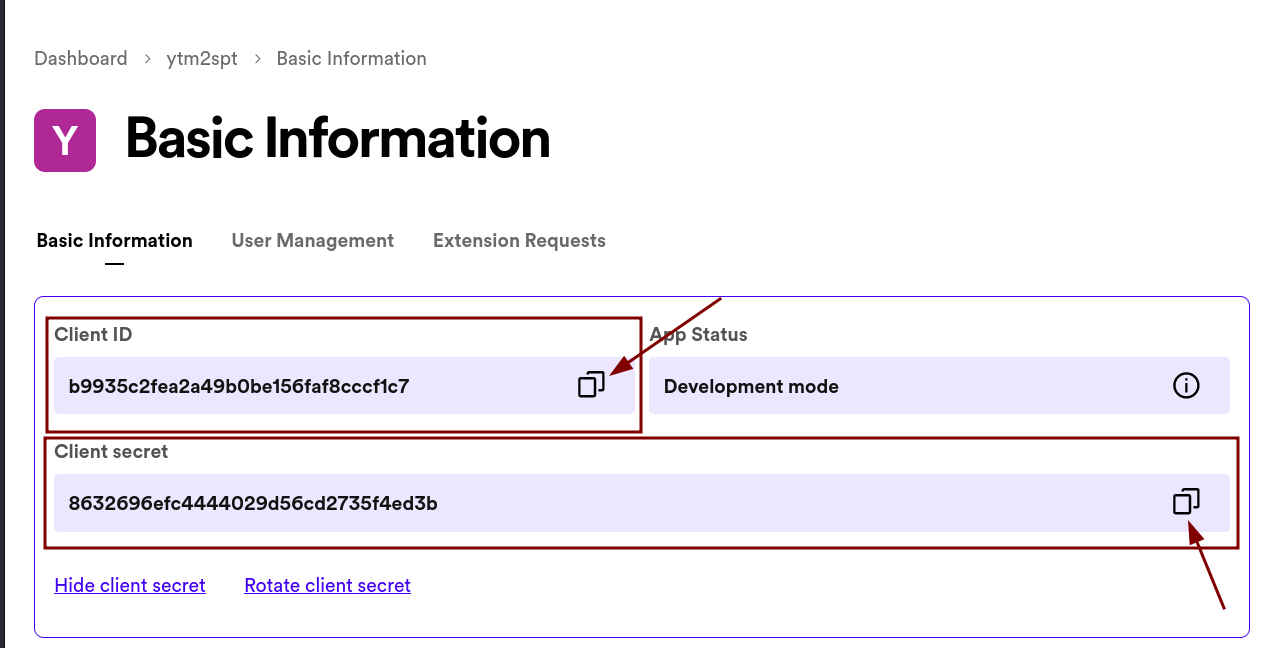 Dashboard > ytm2spt > Basic Information
Y Basic Information
Basic Information User Management Extension Requests
Client ID App Status
b9935c2fea2a49b0be156faf8cccf1c7 Development mode
Client secret
8632696efc4444029d56cd2735f4ed3b
Hide client secret Rotate client secret